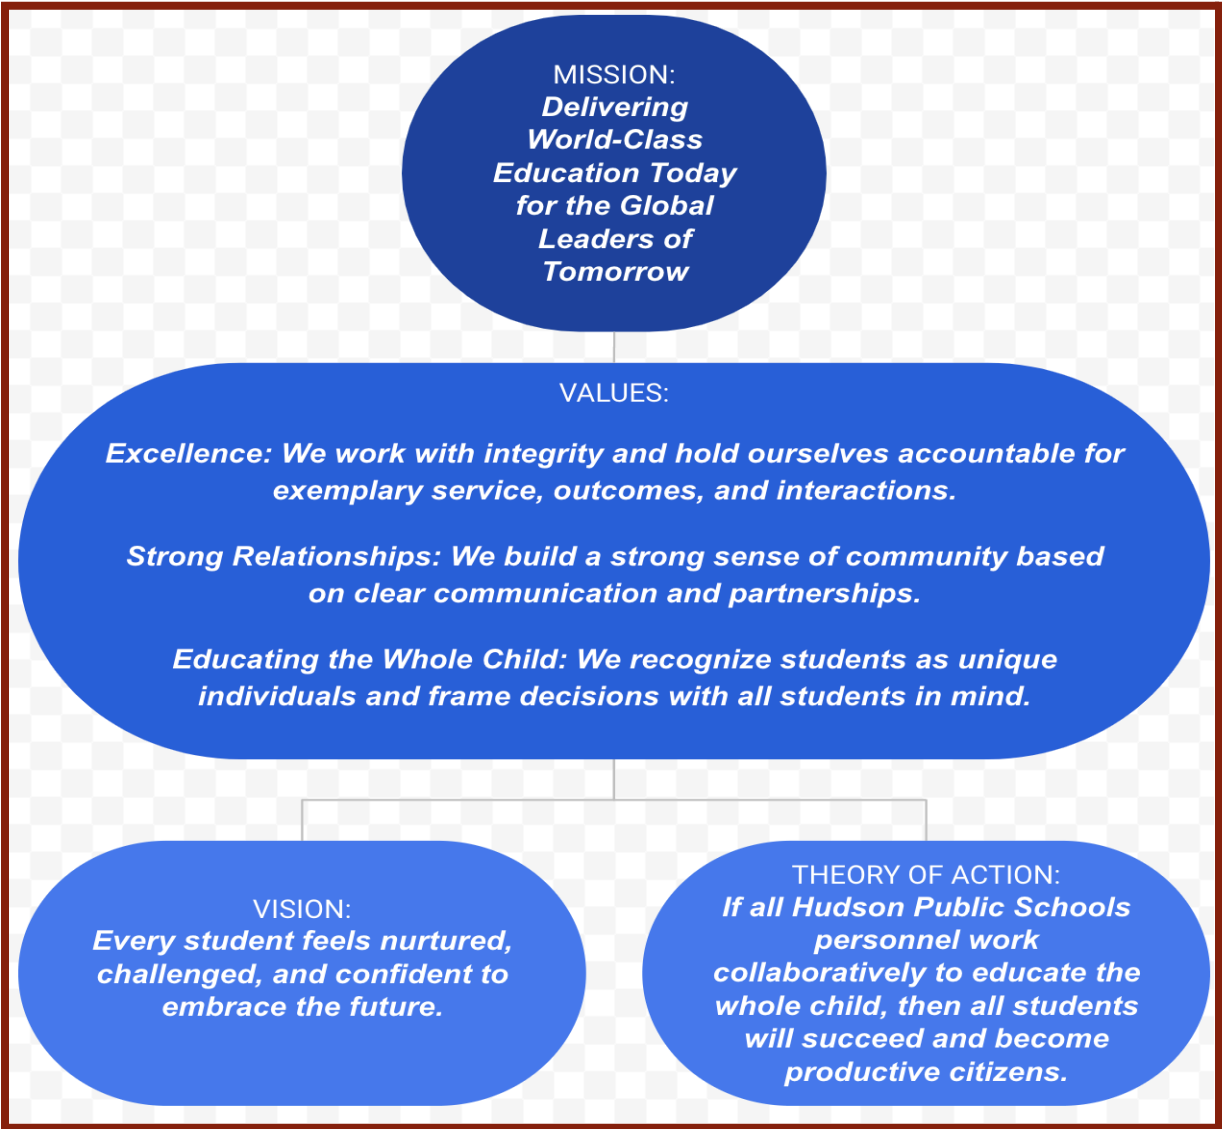 MISSION:
Delivering
World-Class
Education Today
for the Global
Leaders of
Tomorrow
VALUES:
Excellence: We work with integrity and hold ourselves accountable for
exemplary service, outcomes, and interactions.
Strong Relationships: We build a strong sense of community based
on clear communication and partnerships.
Educating the Whole Child: We recognize students as unique
individuals and frame decisions with all students in mind.
VISION:
Every student feels nurtured,
challenged, and confident to
embrace the future.
THEORY OF ACTION:
If all Hudson Public Schools
personnel work
collaboratively to educate the
whole child, then all students
will succeed and become
productive citizens.